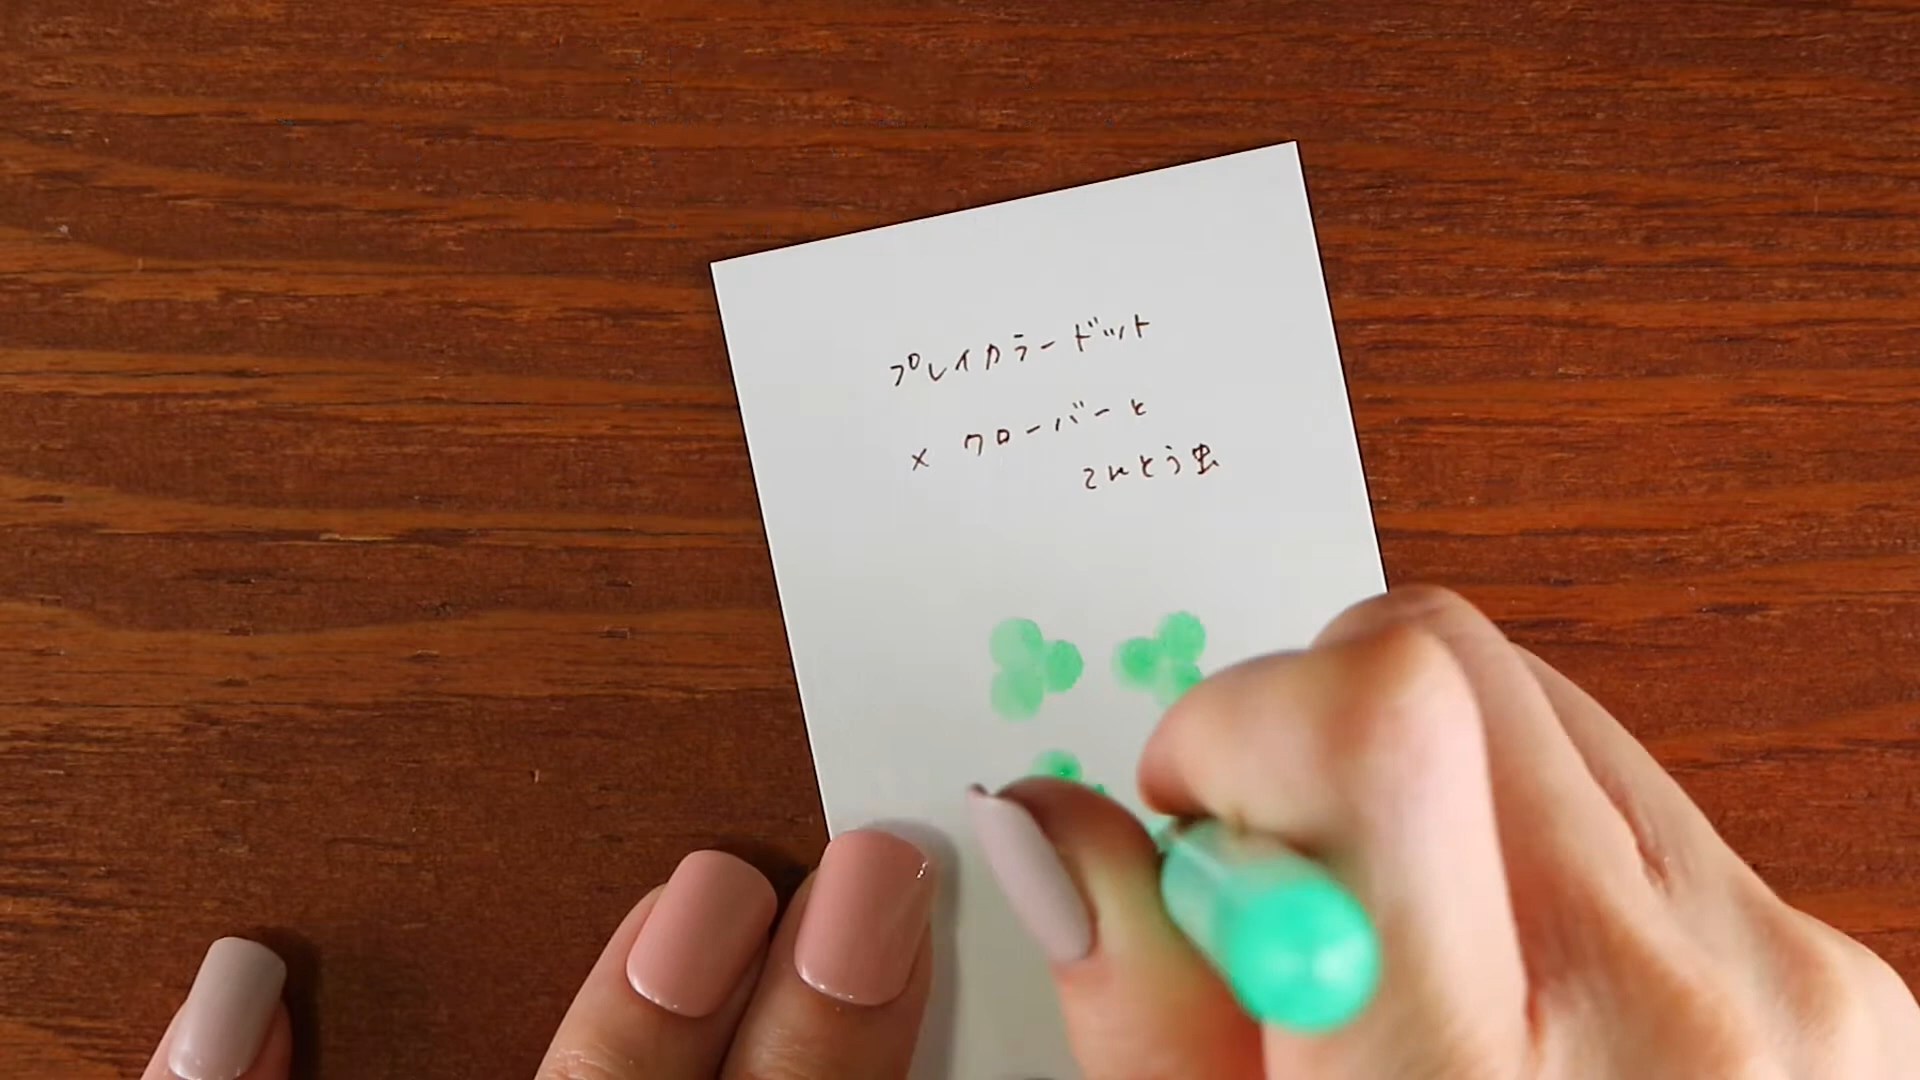 プレイカラードット
× クローバーと
てんとう虫